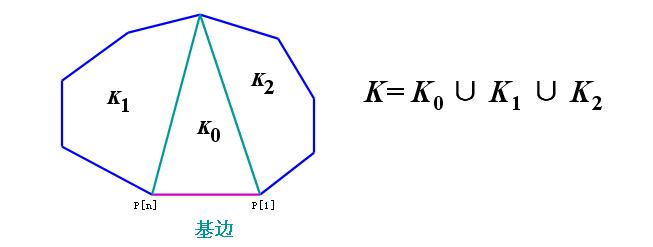 K₁
K₂
K₀
K= K₀ ∪ K₁ ∪ K₂
P[n]
P[1]
基边